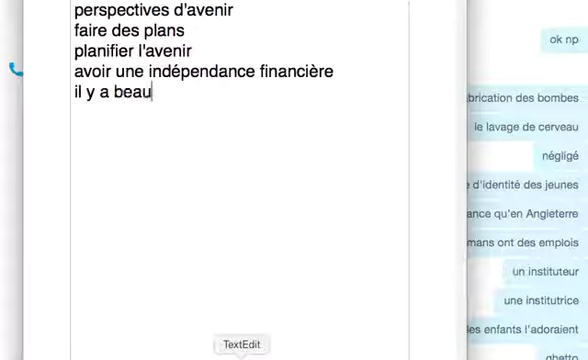 perspectives d'avenir
faire des plans
planifier l'avenir
avoir une indépendance financière
il y a beau
ok np
brication des bombes
le lavage de cerveau
négligé
d'identité des jeunes
ance qu'en Angleterre
mans ont des emplois
un instituteur
une institutrice
les enfants l'adoraient
ghetto
TextEdit